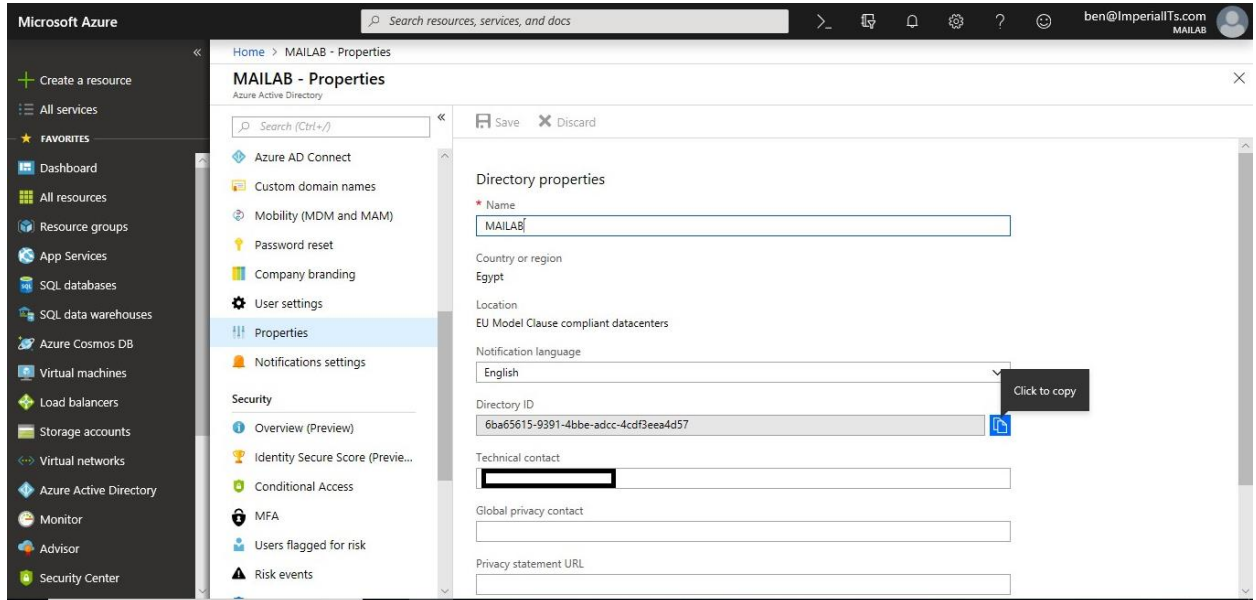 Microsoft Azure
Search resources, services, and docs
ben@ImperialITs.com
MAILAB
Create a resource
All services
FAVORITES
Dashboard
All resources
Resource groups
App Services
SQL databases
SQL data warehouses
Azure Cosmos DB
Virtual machines
Load balancers
Storage accounts
Virtual networks
Azure Active Directory
Monitor
Advisor
Security Center
Home > MAILAB - Properties
MAILAB - Properties
Azure Active Directory
Search (Ctrl+/)
Azure AD Connect
Custom domain names
Mobility (MDM and MAM)
Password reset
Company branding
User settings
Properties
Notifications settings
Security
Overview (Preview)
Identity Secure Score (Previe...
Conditional Access
MFA
Users flagged for risk
Risk events
Save Discard
Directory properties
* Name
MAILAB
Country or region
Egypt
Location
EU Model Clause compliant datacenters
Notification language
English
Click to copy
Directory ID
6ba65615-9391-4bbe-adcc-4cdf3eea4d57
Technical contact
Global privacy contact
Privacy statement URL